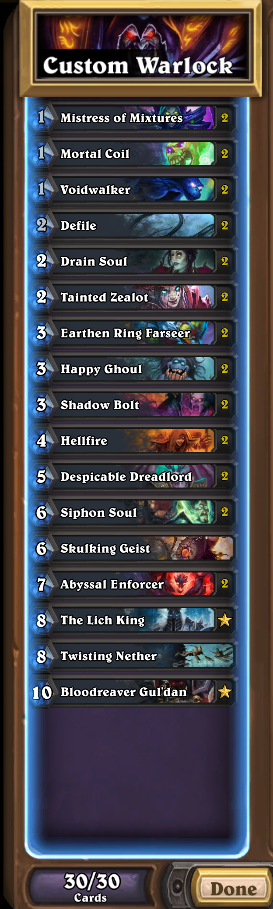 Custom Warlock
1 Mistress of Mixtures 2
1 Mortal Coil 2
1 Voidwalker 2
2 Defile 2
2 Drain Soul 2
2 Tainted Zealot 2
3 Earthen Ring Farseer 2
3 Happy Ghoul 2
3 Shadow Bolt 2
4 Hellfire 2
5 Despicable Dreadlord 2
6 Siphon Soul 2
6 Skulking Geist
7 Abyssal Enforcer 2
8 The Lich King
8 Twisting Nether
10 Bloodreaver Gul'dan
30/30
Cards
Done